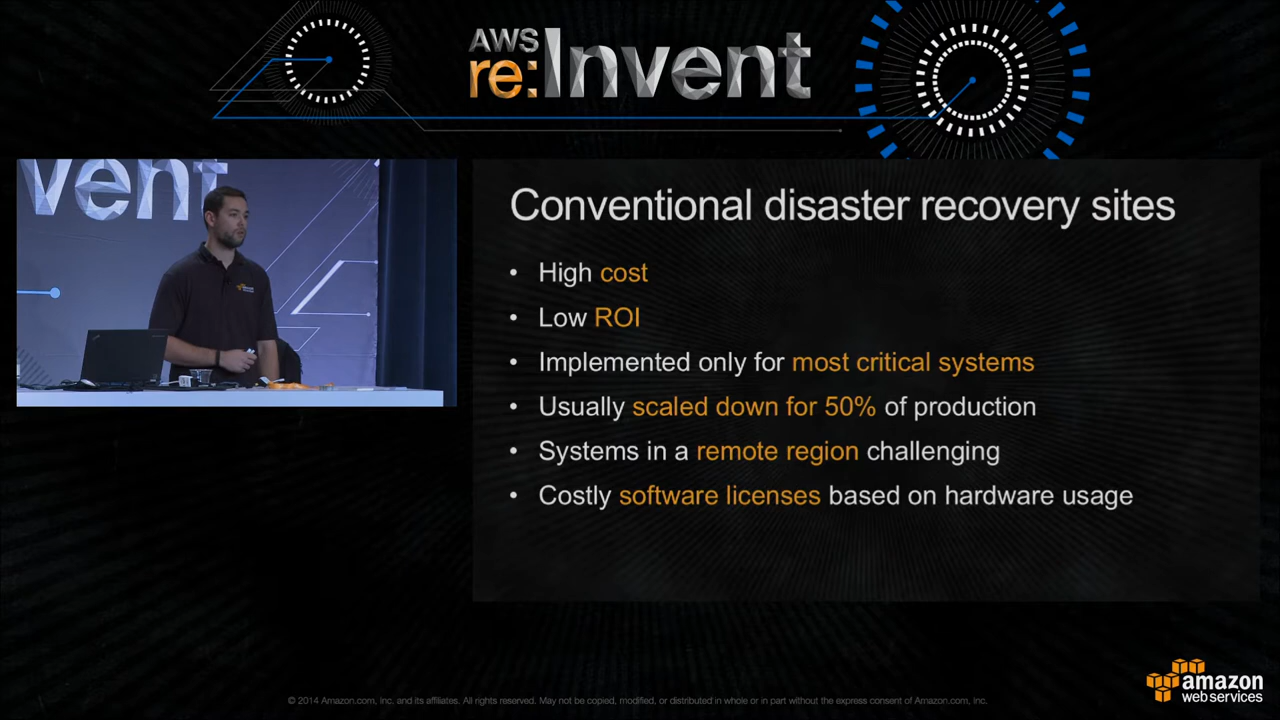 AWS
re:Invent
vent
Conventional disaster recovery sites
• High cost
• Low ROI
• Implemented only for most critical systems
• Usually scaled down for 50% of production
• Systems in a remote region challenging
• Costly software licenses based on hardware usage
amazon
web services
© 2014 Amazon.com, inc. and its affiliates. All rights reserved. May not be copied, modified, or distributed in whole or in part without the express consent of Amazon.com, inc.